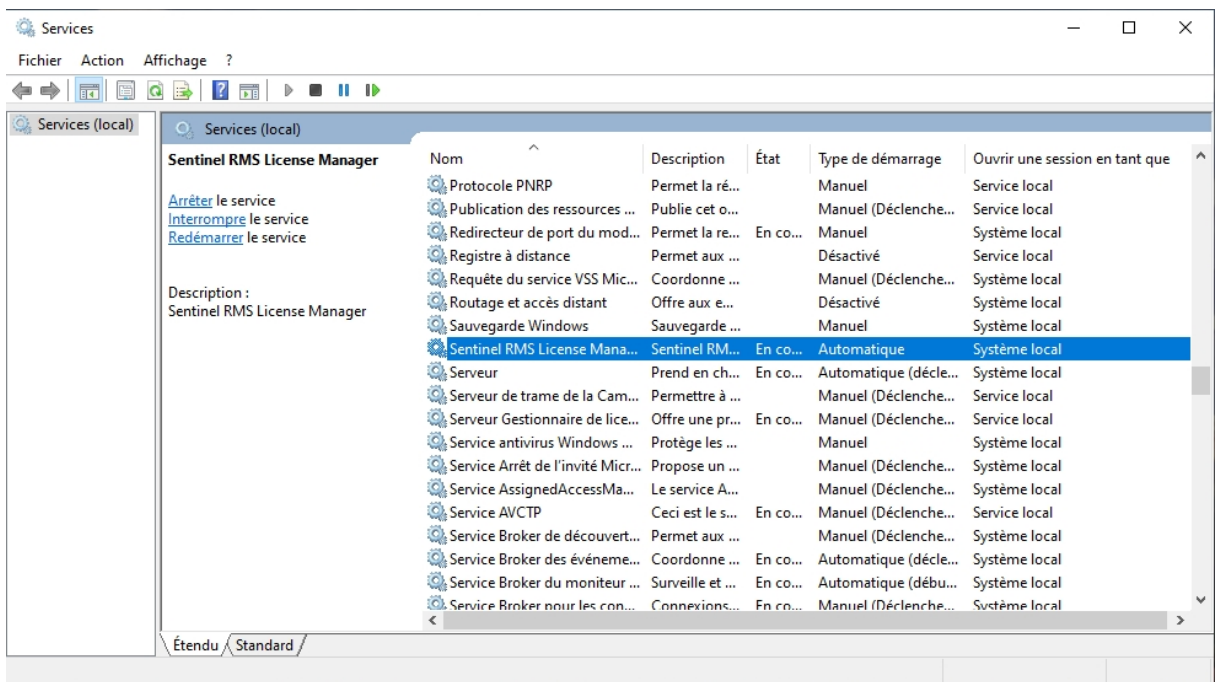 Services
Fichier Action Affichage ?
Services (local)
Services (local)
Sentinel RMS License Manager
Arrêter le service
Interrompre le service
Redémarrer le service
Description :
Sentinel RMS License Manager
Nom Description État Type de démarrage Ouvrir une session en tant que
Protocole PNRP Permet la ré... Manuel Service local
Publication des ressources ... Publie cet o... Manuel (Déclenche... Service local
Redirecteur de port du mod... Permet la re... En co... Manuel Système local
Registre à distance Permet aux ... Désactivé Service local
Requête du service VSS Mic... Coordonne ... Manuel (Déclenche... Système local
Routage et accès distant Offre aux e... Désactivé Système local
Sauvegarde Windows Sauvegarde ... Manuel Système local
Sentinel RMS License Mana... Sentinel RM... En co... Automatique Système local
Serveur Prend en ch... En co... Automatique (décle... Système local
Serveur de trame de la Cam... Permettre à ... Manuel (Déclenche... Service local
Serveur Gestionnaire de lice... Offre une pr... En co... Manuel (Déclenche... Service local
Service antivirus Windows ... Protège les ... Manuel Système local
Service Arrêt de l'invité Micr... Propose un ... Manuel (Déclenche... Système local
Service AssignedAccessMa... Le service A... Manuel (Déclenche... Système local
Service AVCTP Ceci est le s... En co... Manuel (Déclenche... Service local
Service Broker de découvert... Permet aux ... Manuel (Déclenche... Système local
Service Broker des événeme... Coordonne ... En co... Automatique (décle... Système local
Service Broker du moniteur ... Surveille et ... En co... Automatique (débu... Système local
Service Broker pour les con... Connexions... En co... Manuel (Déclenche... Système local
Étendu Standard